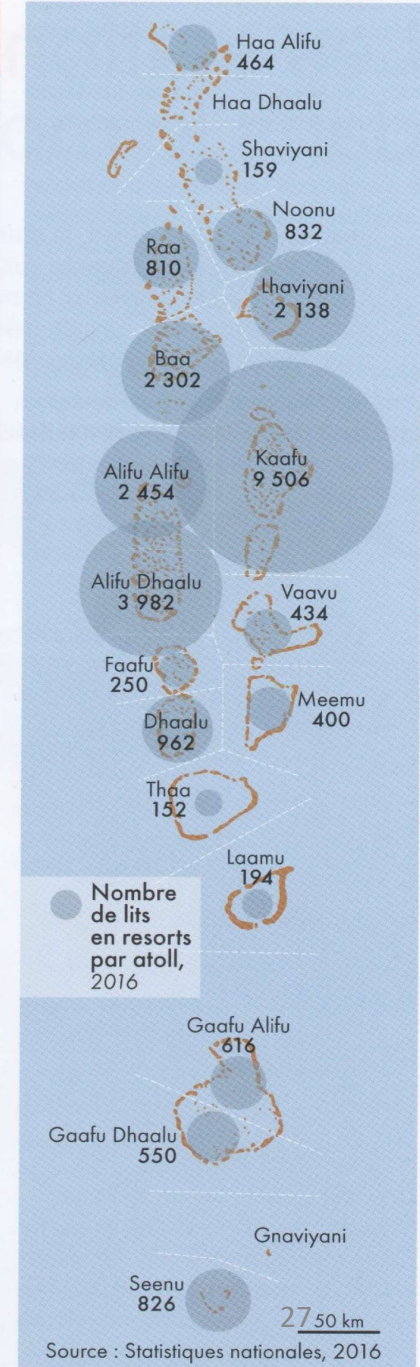 Haa Alifu
464
Haa Dhaalu
Shaviyani
159
Noonu
832
Raa
810
Lhaviyani
2 138
Baa
2 302
Kaafu
9 506
Alifu Alifu
2 454
Alifu Dhaalu
3 982
Vaavu
434
Faafu
250
Meemu
400
Dhaalu
962
Thaa
152
Laamu
194
Nombre
de lits
en resorts
par atoll,
2016
Gaafu Alifu
616
Gaafu Dhaalu
550
Gnaviyani
Seenu
826
27 50 km
Source : Statistiques nationales, 2016